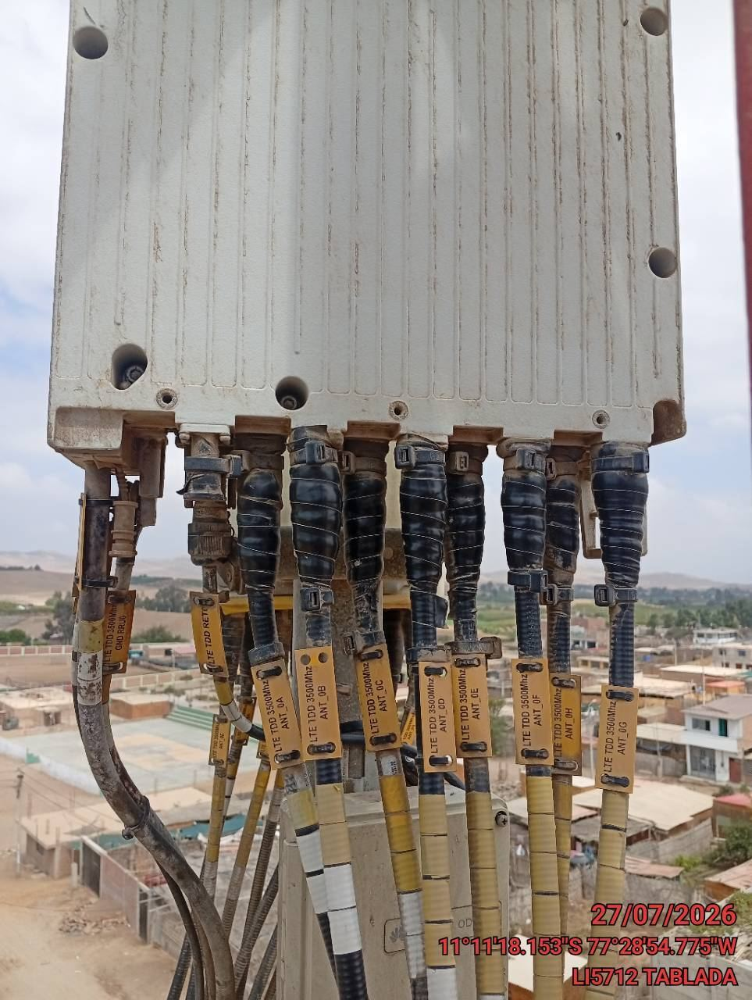 LTE TDD 3500Mhz
GND RRU6
LTE TDD RET
LTE TDD 3500Mhz
ANT_0A
LTE TDD 3500Mhz
ANT_0B
LTE TDD 3500Mhz
ANT_0C
LTE TDD 3500Mhz
ANT_0D
LTE TDD 3500Mhz
ANT_0E
LTE TDD 3500Mhz
ANT_0F
LTE TDD 3500Mhz
ANT_0H
LTE TDD 3500Mhz
ANT_0G
OD
27/07/2026
11°11'18.153"S 77°28'54.775"W
LI5712 TABLADA